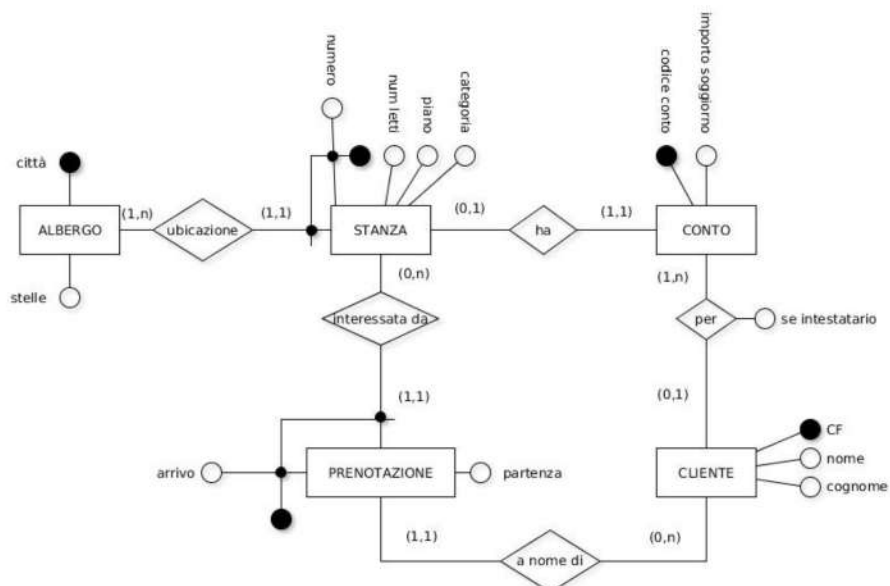 numero
num letti
piano
categoria
codice conto
importo soggiorno
città
(1,n)
(1,1)
(0,1)
(1,1)
ALBERGO
ubicazione
STANZA
ha
CONTO
(0,n)
(1,n)
stelle
interessata da
per
se intestatario
(1,1)
(0,1)
CF
arrivo
PRENOTAZIONE
partenza
CLIENTE
nome
cognome
(1,1)
(0,n)
a nome di